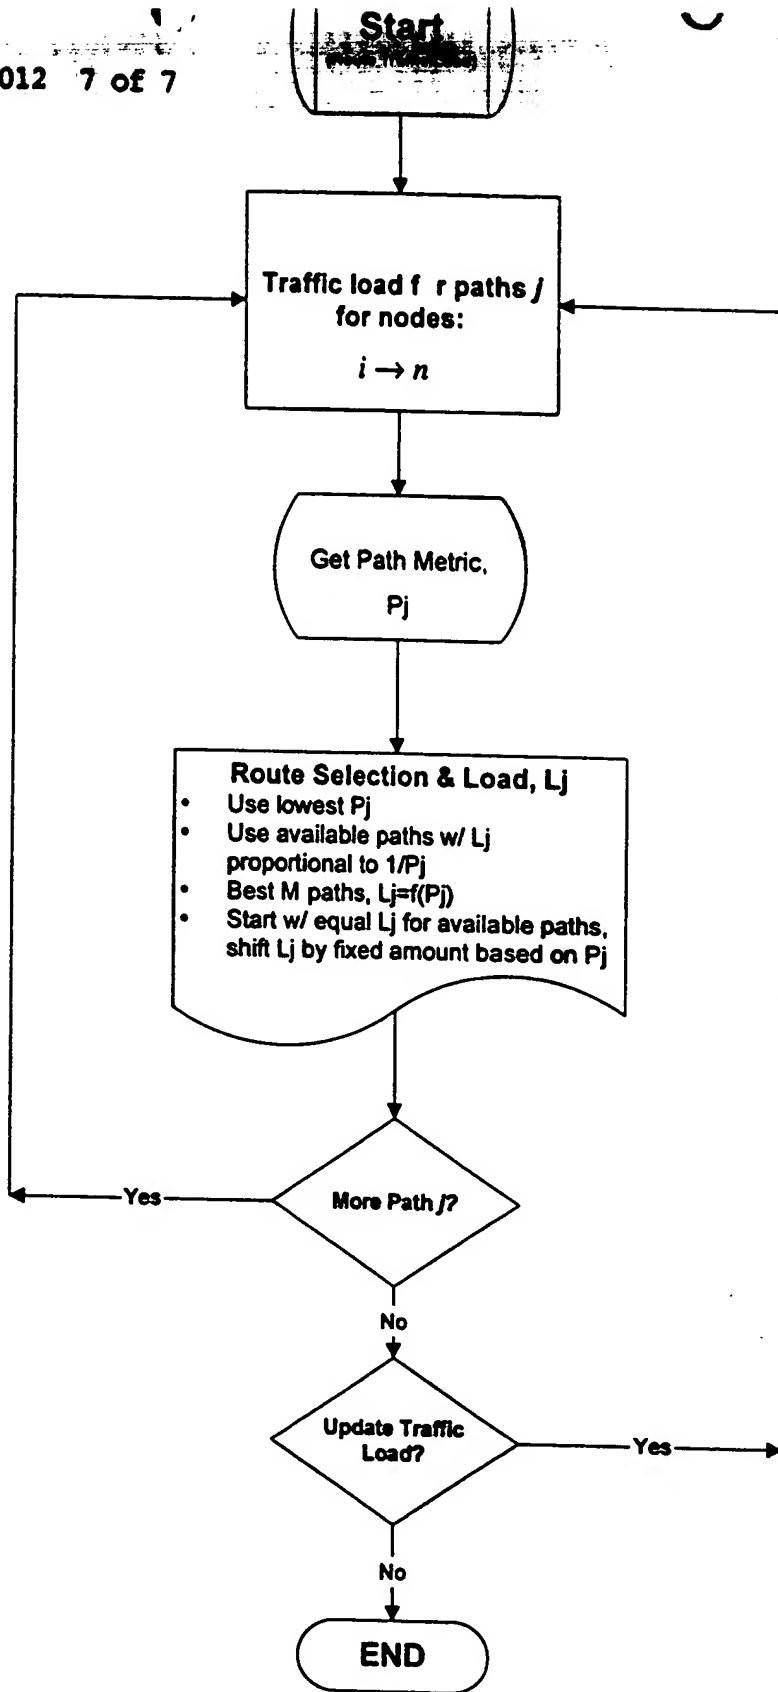 Start
012 7 of 7
Traffic load f r paths j
for nodes:
i → n
Get Path Metric,
Pj
Route Selection & Load, Lj
• Use lowest Pj
• Use available paths w/ Lj
proportional to 1/Pj
• Best M paths, Lj=f(Pj)
• Start w/ equal Lj for available paths,
shift Lj by fixed amount based on Pj
Yes
More Path j?
No
Update Traffic
Load?
Yes
No
END